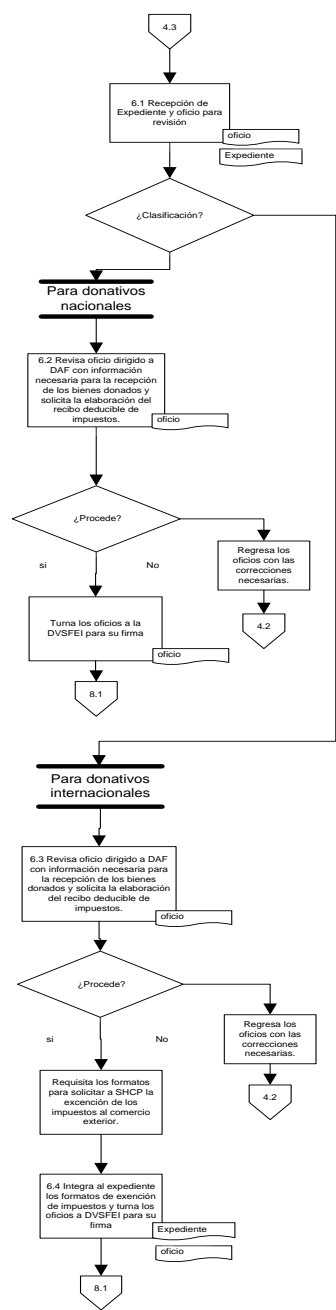 4.3
6.1 Recepción de
Expediente y oficio para
revisión
oficio
Expediente
¿Clasificación?
Para donativos
nacionales
6.2 Revisa oficio dirigido a
DAF con información
necesaria para la recepción
de los bienes donados y
solicita la elaboración del
recibo deducible de
impuestos.
oficio
¿Procede?
si
No
Regresa los
oficios con las
correcciones
necesarias.
4.2
Turna los oficios a la
DVSFEI para su firma
oficio
8.1
Para donativos
internacionales
6.3 Revisa oficio dirigido a DAF
con información necesaria para
la recepción de los bienes
donados y solicita la elaboración
del recibo deducible de
impuestos.
oficio
¿Procede?
si
No
Regresa los
oficios con las
correcciones
necesarias.
4.2
Requisita los formatos
para solicitar a SHCP la
excención de los
impuestos al comercio
exterior.
6.4 Integra al expediente
los formatos de exención
de impuestos y turna los
oficios a DVSFEI para su
firma
Expediente
oficio
8.1